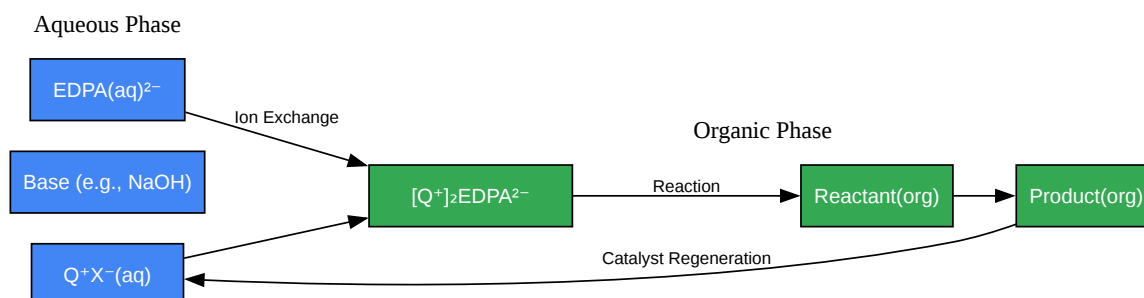 Aqueous Phase
EDPA(aq)²⁻
Ion Exchange
Organic Phase
Base (e.g., NaOH)
[Q⁺]₂EDPA²⁻
Reaction
Reactant(org)
Product(org)
Q⁺X⁻(aq)
Catalyst Regeneration